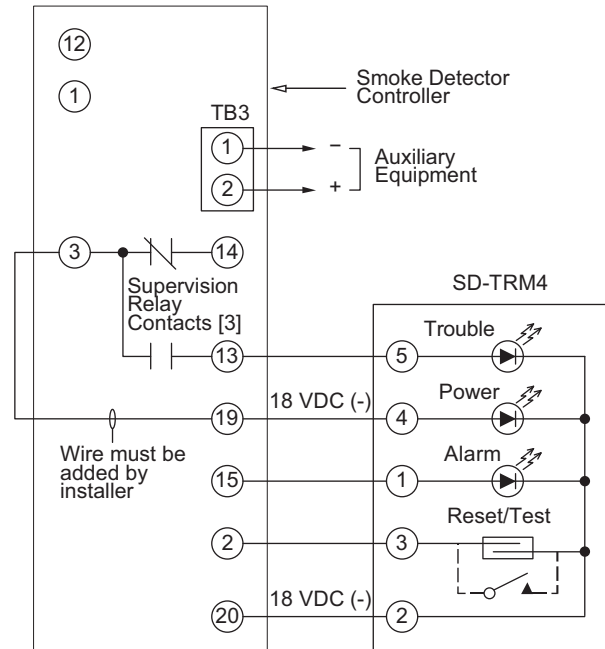 12
1
Smoke Detector
Controller
TB3
1 −
2 +
Auxiliary
Equipment
3
14
Supervision
Relay
Contacts [3]
SD-TRM4
13
5
Trouble
19
18 VDC (-)
4
Power
Wire must be
added by
installer
15
1
Alarm
2
3
Reset/Test
20
18 VDC (-)
2